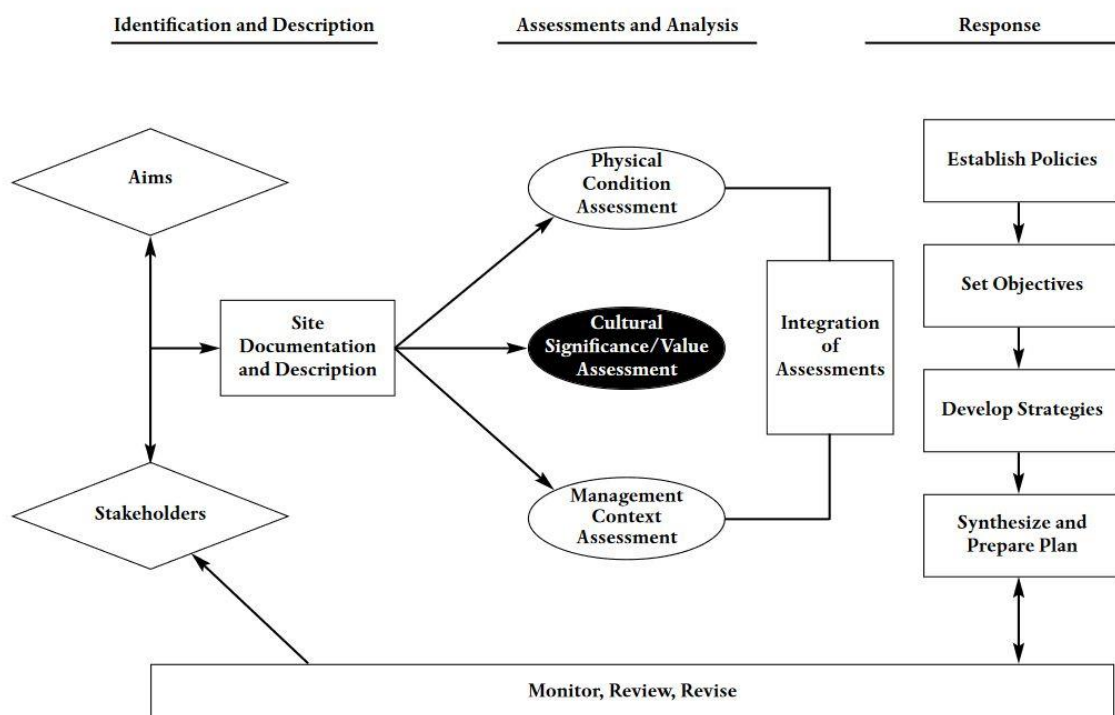 Identification and Description
Assessments and Analysis
Response
Aims
Stakeholders
Site
Documentation
and Description
Physical
Condition
Assessment
Cultural
Significance/Value
Assessment
Management
Context
Assessment
Integration
of
Assessments
Establish Policies
Set Objectives
Develop Strategies
Synthesize and
Prepare Plan
Monitor, Review, Revise